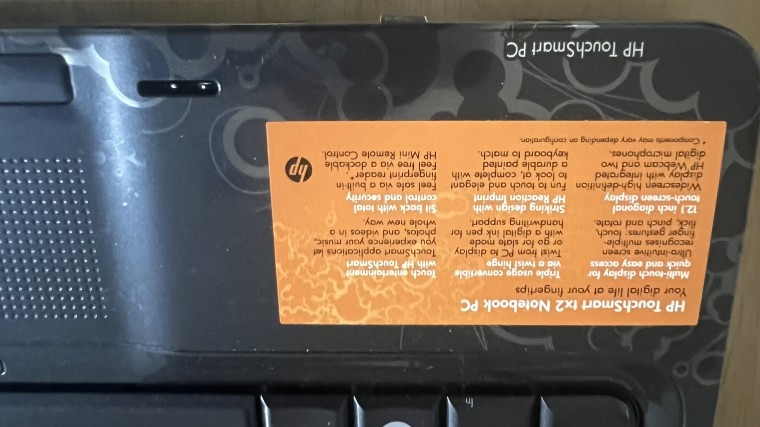 fn
HP TouchSmart tx2 Notebook PC
Your digital life at your fingertips
Multi-touch display for
quick and easy access
Ultra-intuitive screen
recognises multiple-
finger gestures: touch,
flick, pinch and rotate.
12.1 inch diagonal
touch-screen display
Widescreen high-definition
display with integrated
HP Webcam and two
digital microphones.
Triple usage convertible
via a twist hinge
Twist from PC to display
or go for slate mode
with a digital ink pen for
handwriting support.
Striking design with
HP Reaction Imprint
Fun to touch and elegant
to look at, complete with
a durable painted
keyboard to match.
Touch entertainment
with HP TouchSmart
TouchSmart applications let
you experience your music,
photos, and videos in a
whole new way.
Sit back with total
control and security
Feel safe via a built-in
fingerprint reader*.
Feel free via a dockable
HP Mini Remote Control.
* Components may vary depending on configuration.
hp
HP TouchSmart PC